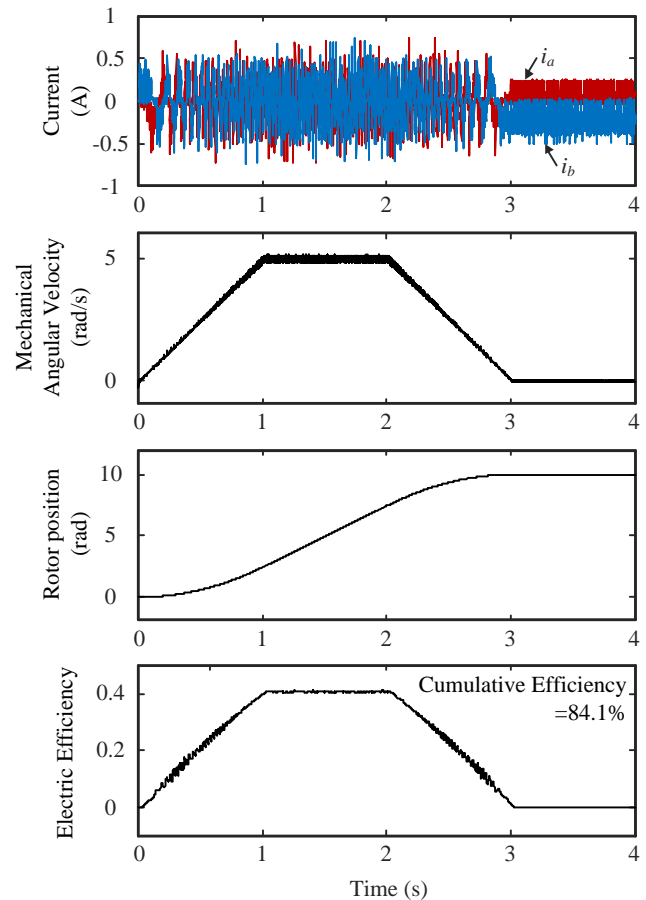 Current
(A)
1
0.5
0
-0.5
-1
i_a
i_b
0 1 2 3 4
Mechanical
Angular Velocity
(rad/s)
5
0
0 1 2 3 4
Rotor position
(rad)
10
5
0
0 1 2 3 4
Electric Efficiency
0.4
0.2
0
Cumulative Efficiency
=84.1%
0 1 2 3 4
Time (s)